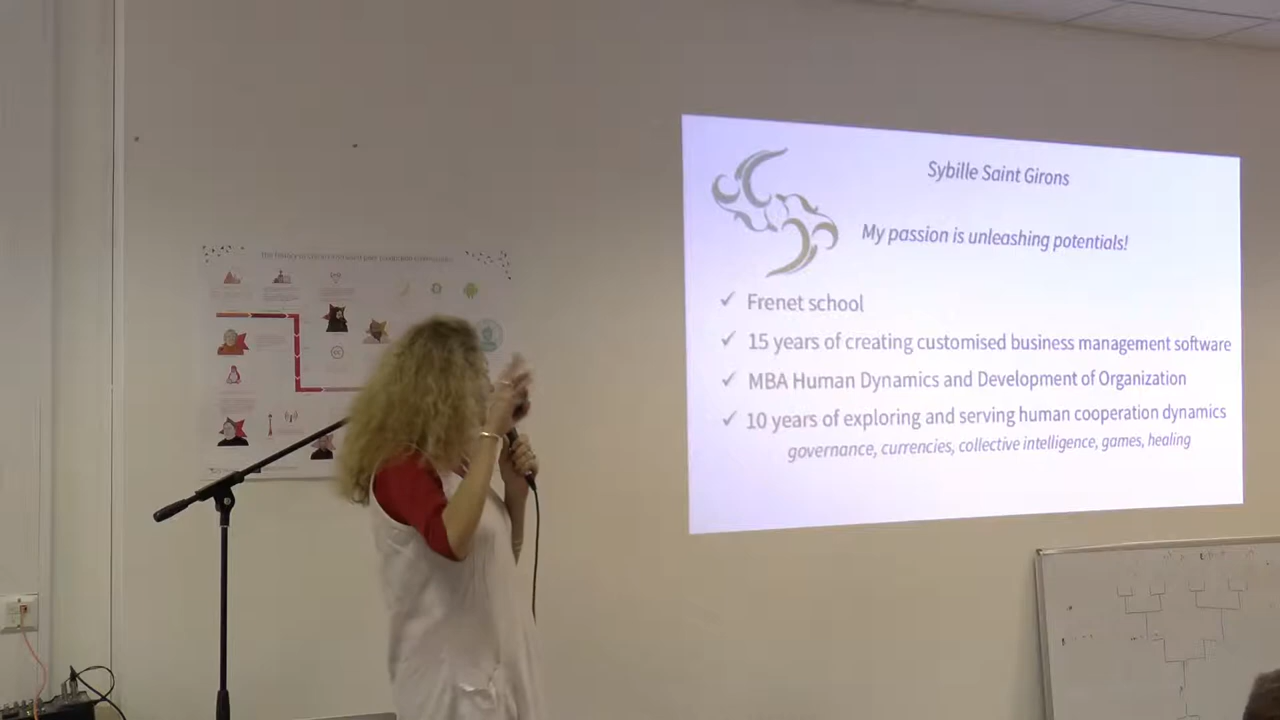 Sybille Saint Girons
My passion is unleashing potentials!
Frenet school
15 years of creating customised business management software
MBA Human Dynamics and Development of Organization
10 years of exploring and serving human cooperation dynamics
governance, currencies, collective intelligence, games, healing